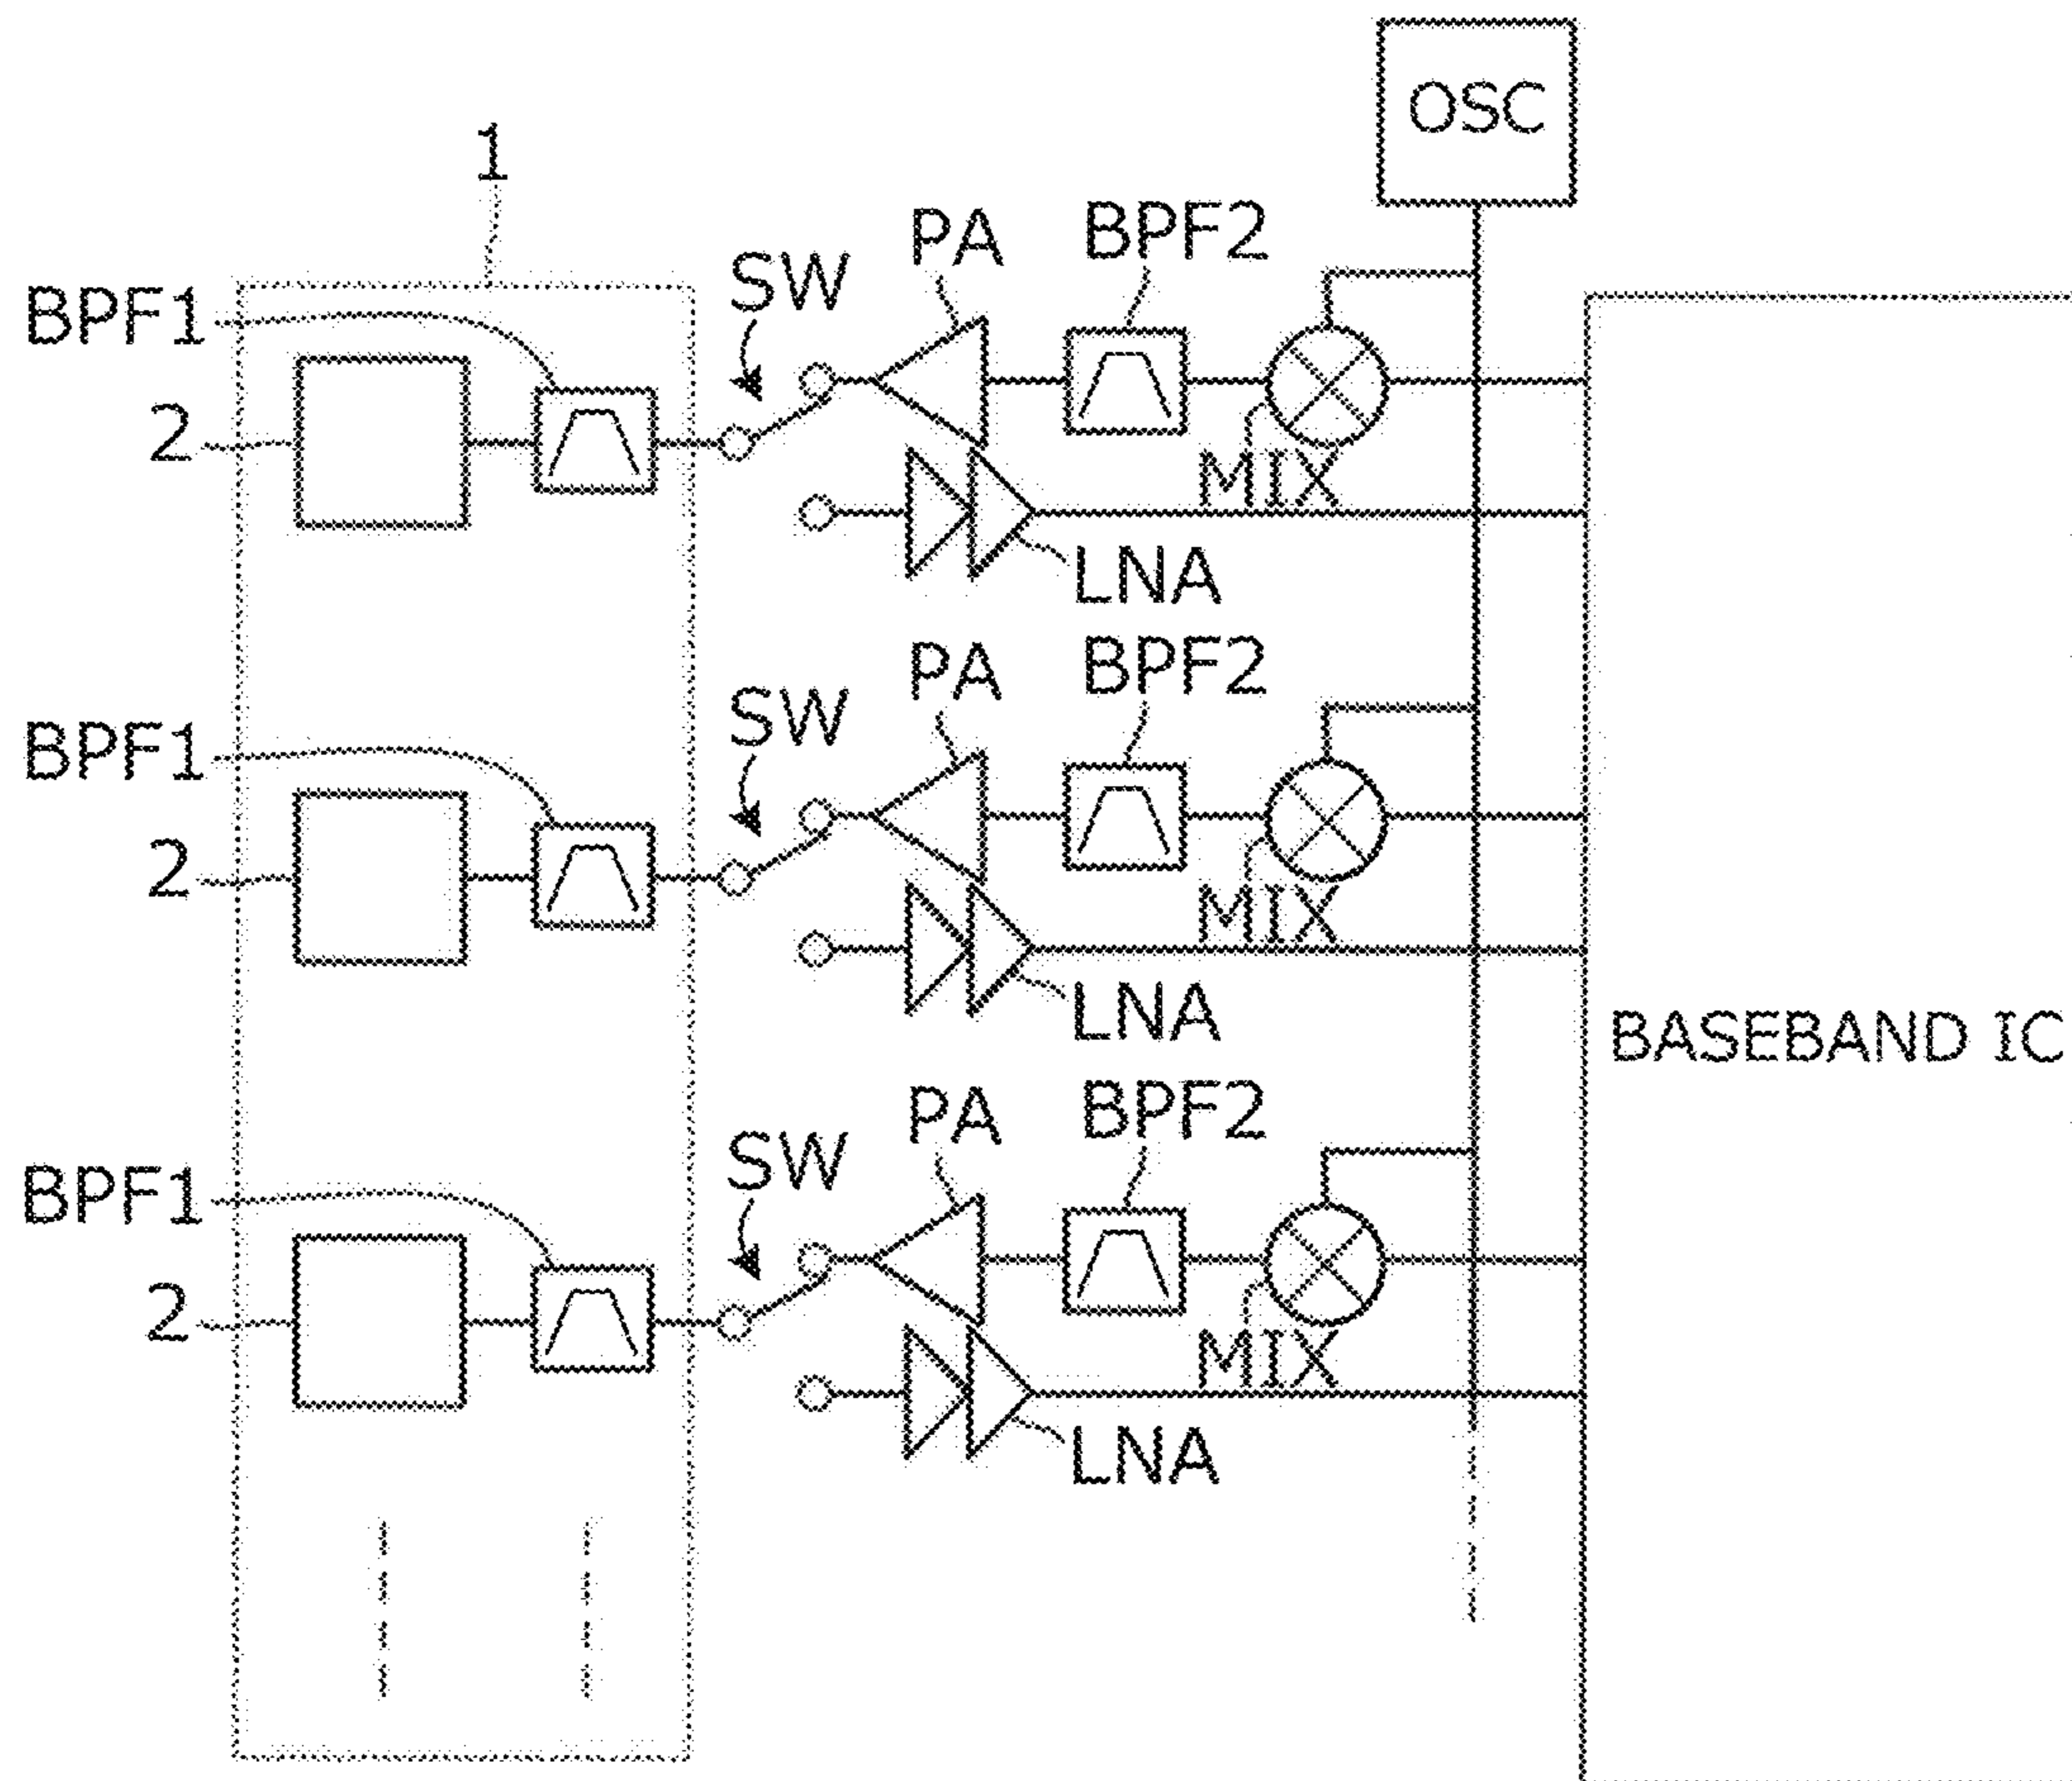 OSC
1
PA
BPF2
SW
BPF1
2
MIX
LNA
PA
BPF2
SW
BPF1
2
MIX
LNA
BASEBAND IC
PA
BPF2
SW
BPF1
2
MIX
LNA